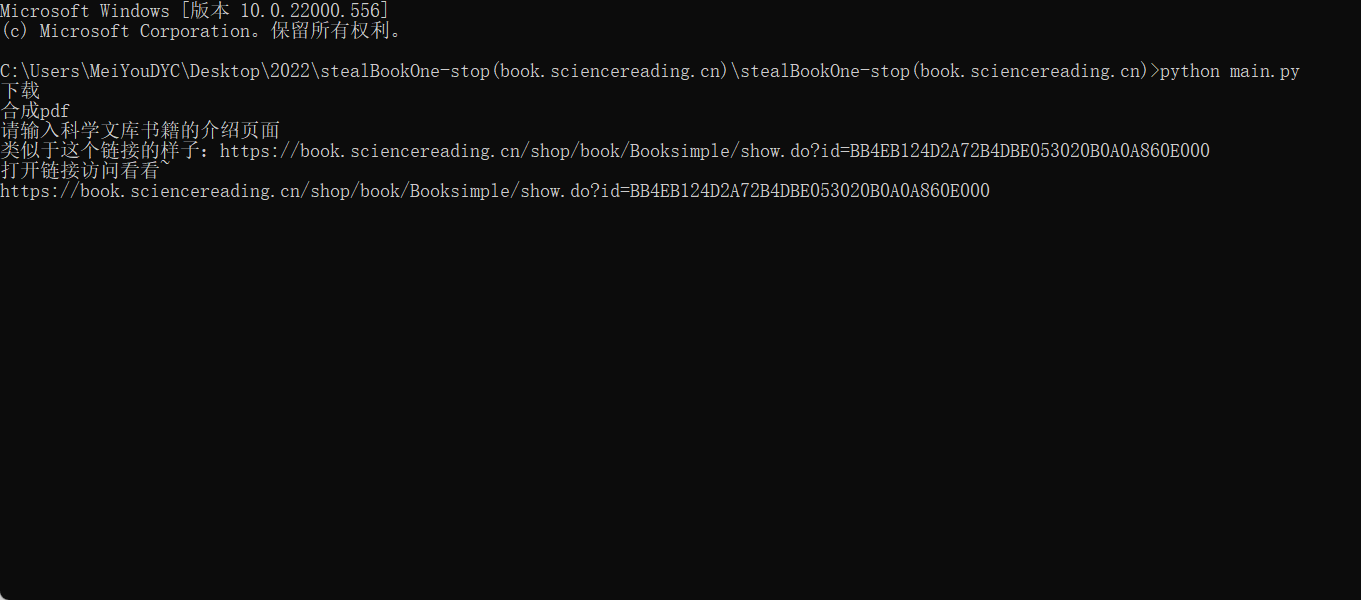 Microsoft Windows [版本 10.0.22000.556]
(c) Microsoft Corporation。保留所有权利。
C:\Users\MeiYouDYC\Desktop\2022\stealBookOne-stop(book.sciencereading.cn)\stealBookOne-stop(book.sciencereading.cn)>python main.py
下载
合成pdf
请输入科学文库书籍的介绍页面
类似于这个链接的样子：https://book.sciencereading.cn/shop/book/Booksimple/show.do?id=BB4EB124D2A72B4DBE053020B0A0A860E000
打开链接访问看看~
https://book.sciencereading.cn/shop/book/Booksimple/show.do?id=BB4EB124D2A72B4DBE053020B0A0A860E000